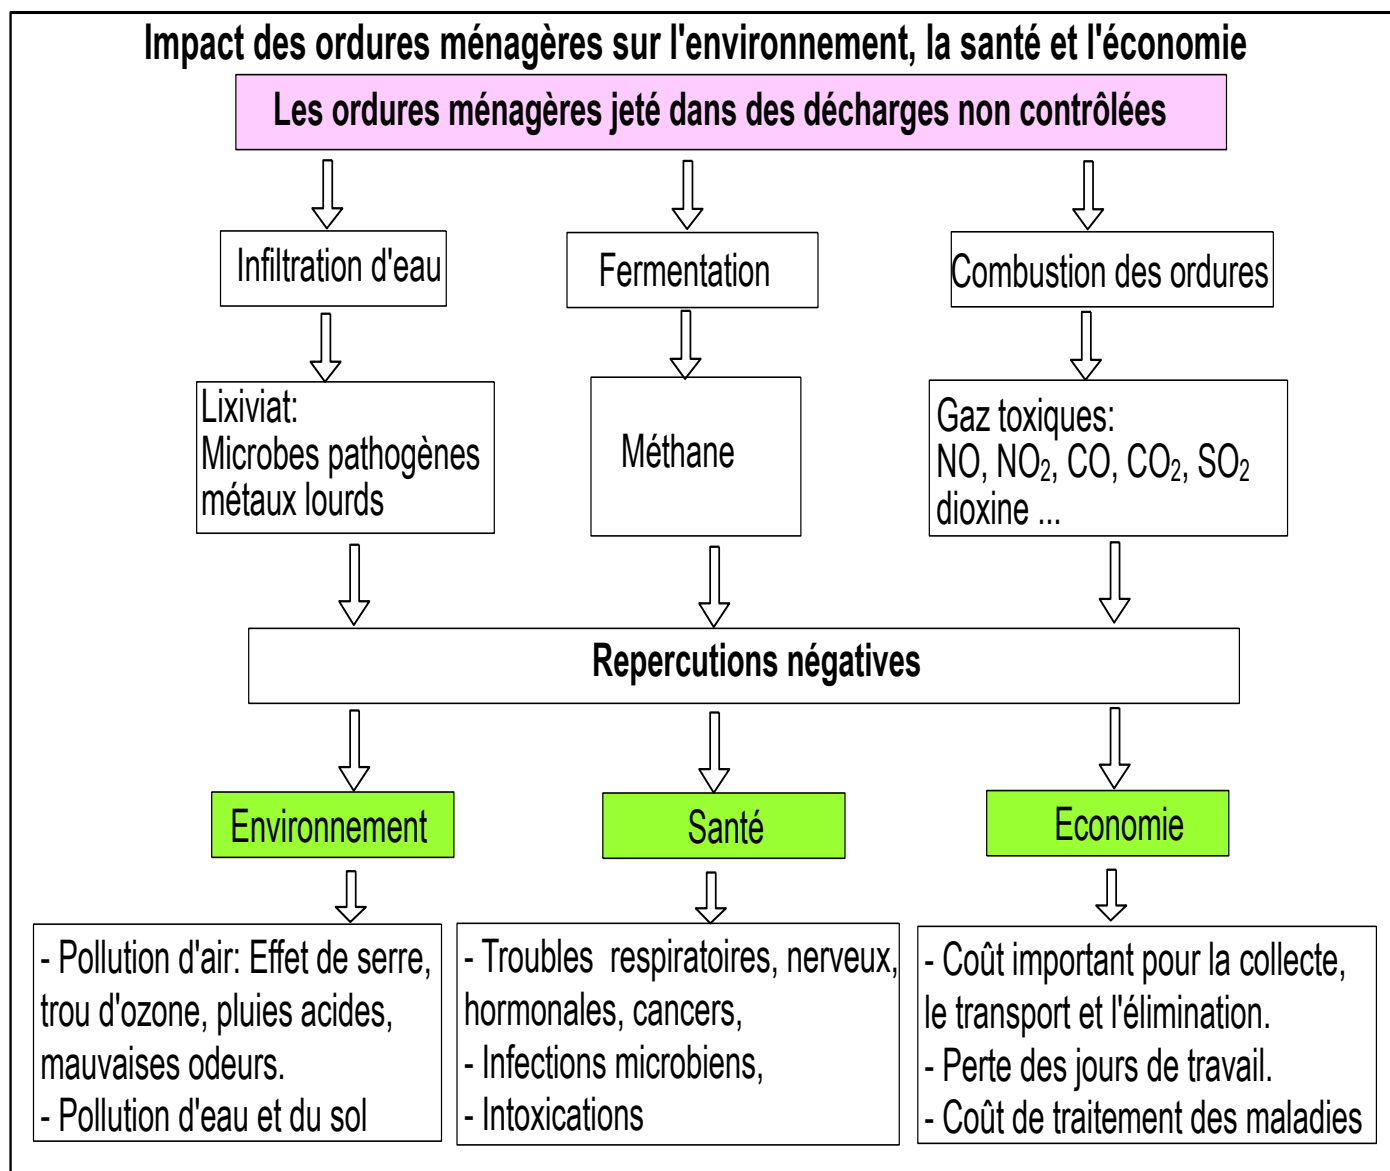 Impact des ordures ménagères sur l'environnement, la santé et l'économie
Les ordures ménagères jeté dans des décharges non contrôlées
Infiltration d'eau
Fermentation
Combustion des ordures
Lixiviat:
Microbes pathogènes
métaux lourds
Méthane
Gaz toxiques:
NO, NO₂, CO, CO₂, SO₂
dioxine ...
Repercutions négatives
Environnement
Santé
Economie
- Pollution d'air: Effet de serre,
trou d'ozone, pluies acides,
mauvaises odeurs.
- Pollution d'eau et du sol
- Troubles respiratoires, nerveux,
hormonales, cancers,
- Infections microbiens,
- Intoxications
- Coût important pour la collecte,
le transport et l'élimination.
- Perte des jours de travail.
- Coût de traitement des maladies